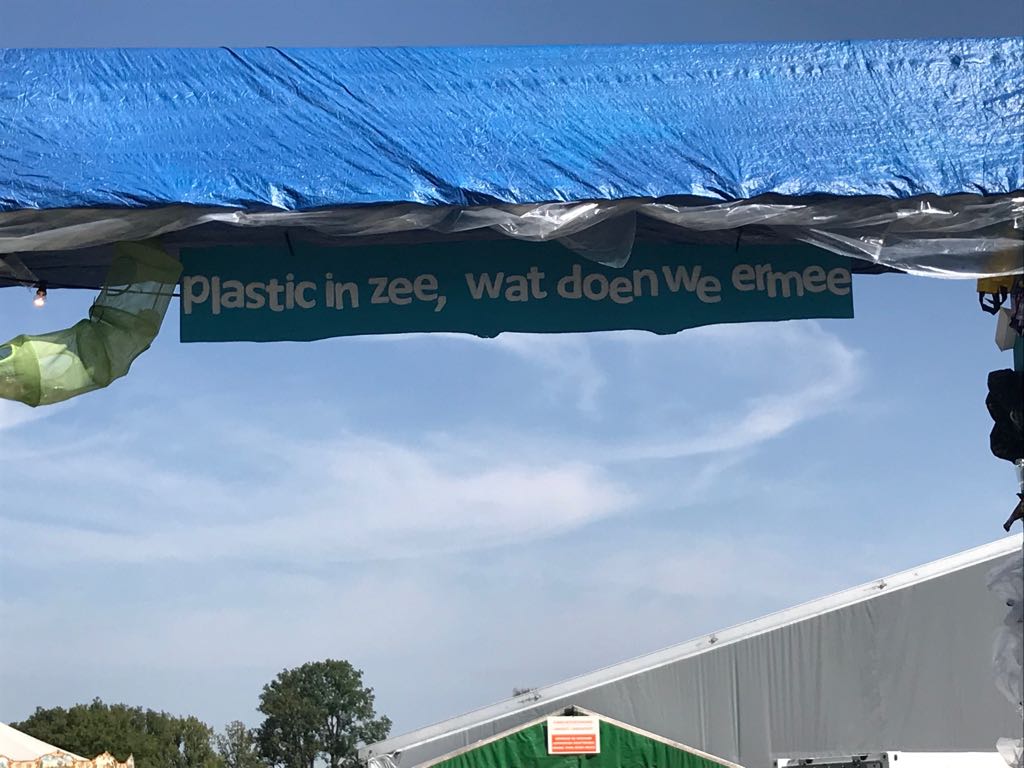 plastic in zee, wat doen we ermee